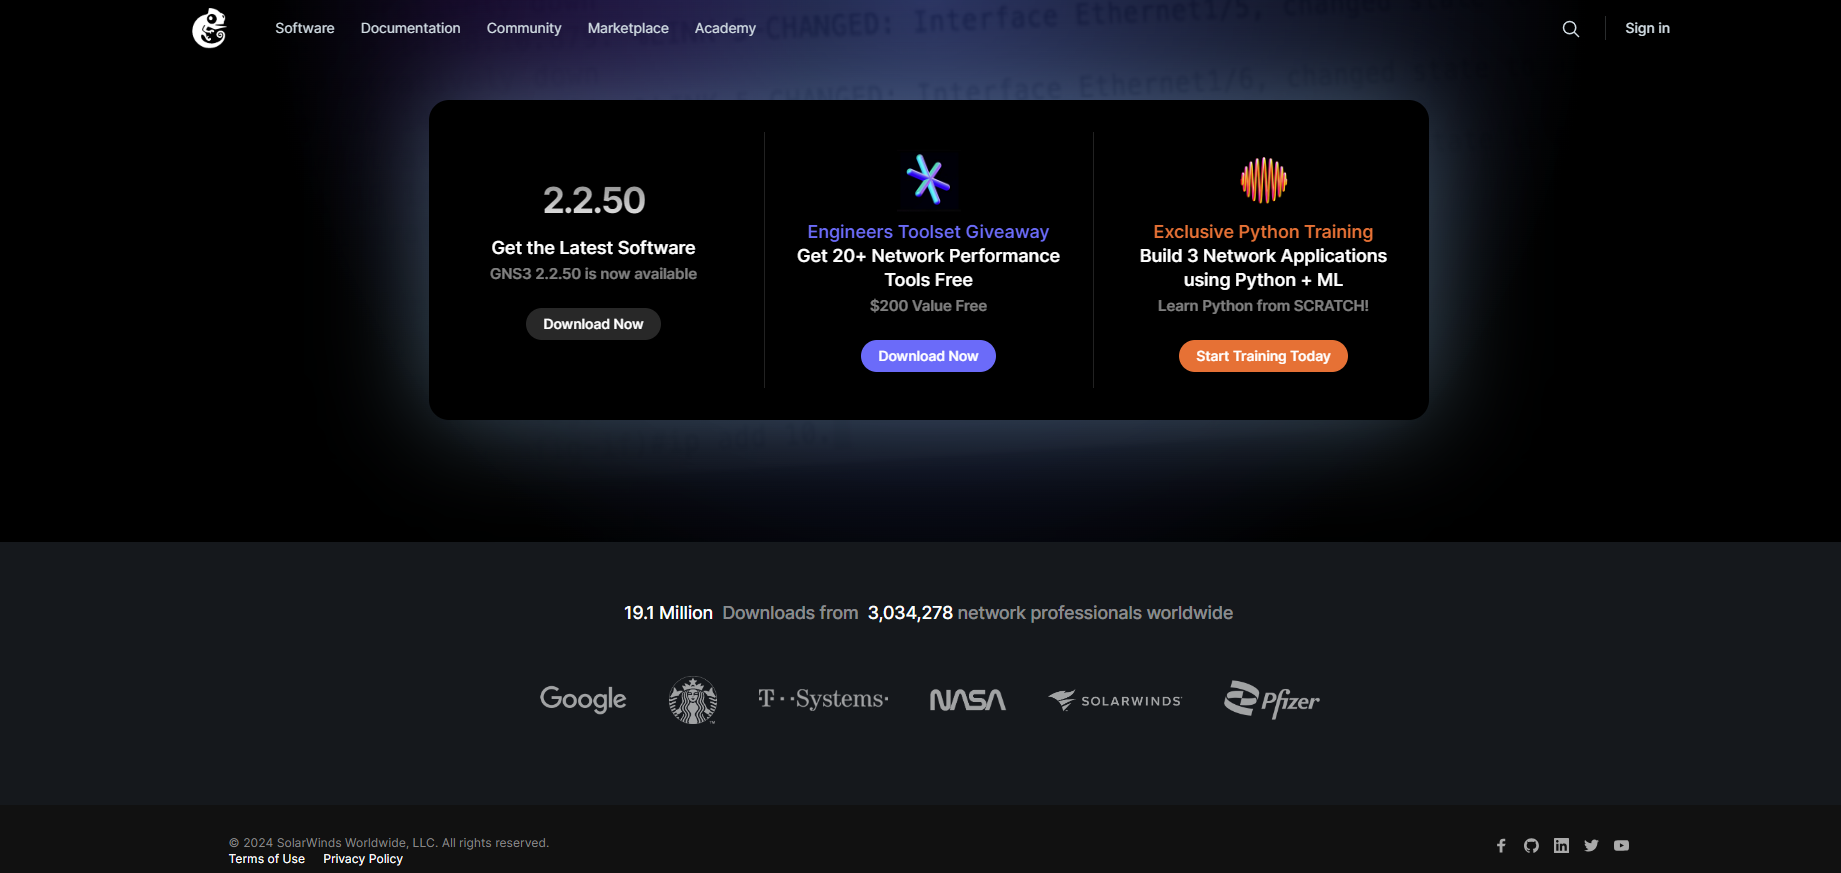 Software Documentation Community Marketplace Academy Sign in
CHANGED: Interface Ethernet1/5, changed state
CHANGED: Interface Ethernet1/6, changed state
2.2.50
Get the Latest Software
GNS3 2.2.50 is now available
Download Now
Engineers Toolset Giveaway
Get 20+ Network Performance
Tools Free
$200 Value Free
Download Now
Exclusive Python Training
Build 3 Network Applications
using Python + ML
Learn Python from SCRATCH!
Start Training Today
19.1 Million Downloads from 3,034,278 network professionals worldwide
Google
T··Systems·
NASA
SOLARWINDS
Pfizer
© 2024 SolarWinds Worldwide, LLC. All rights reserved.
Terms of Use Privacy Policy